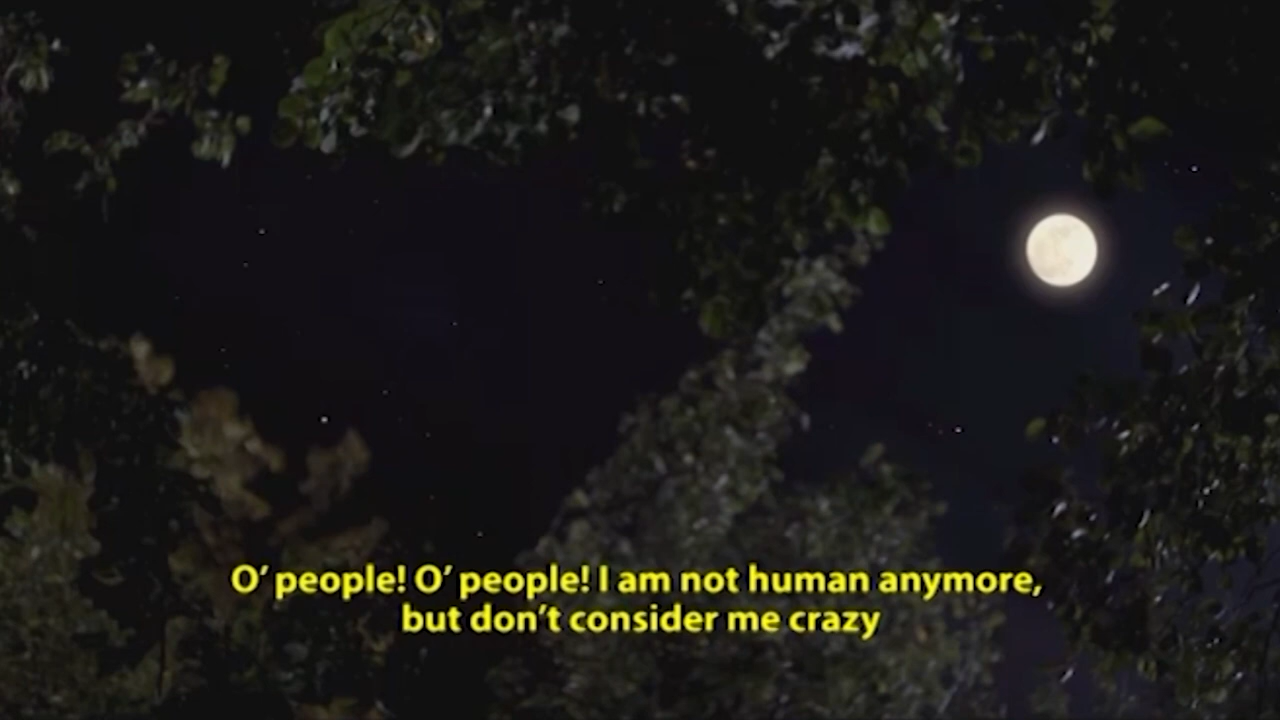 O’ people! O’ people! I am not human anymore,
but don’t consider me crazy